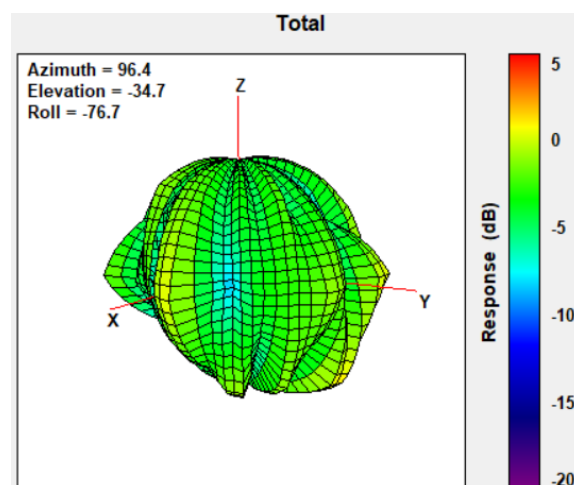 Total
Azimuth = 96.4
Elevation = -34.7
Roll = -76.7
Z
X
Y
Response (dB)
5
0
-5
-10
-15
-20